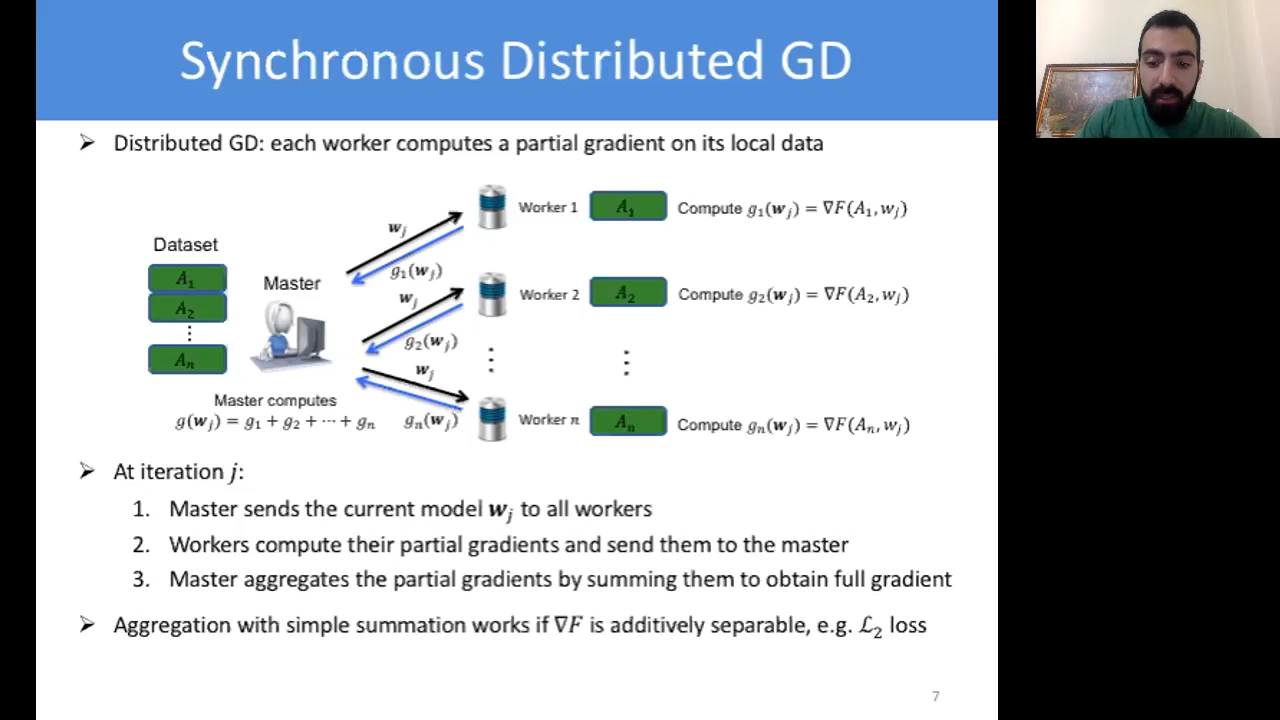 Synchronous Distributed GD
➢ Distributed GD: each worker computes a partial gradient on its local data
Dataset
A₁
A₂
⋮
Aₙ
Master
Master computes
g(𝒘ⱼ) = g₁ + g₂ + ⋯ + gₙ
𝒘ⱼ
g₁(𝒘ⱼ)
𝒘ⱼ
g₂(𝒘ⱼ)
𝒘ⱼ
gₙ(𝒘ⱼ)
Worker 1 A₁ Compute g₁(𝒘ⱼ) = ∇F(A₁, wⱼ)
Worker 2 A₂ Compute g₂(𝒘ⱼ) = ∇F(A₂, wⱼ)
⋮ ⋮
Worker n Aₙ Compute gₙ(𝒘ⱼ) = ∇F(Aₙ, wⱼ)
➢ At iteration j:
1. Master sends the current model 𝒘ⱼ to all workers
2. Workers compute their partial gradients and send them to the master
3. Master aggregates the partial gradients by summing them to obtain full gradient
➢ Aggregation with simple summation works if ∇F is additively separable, e.g. ℒ₂ loss
7